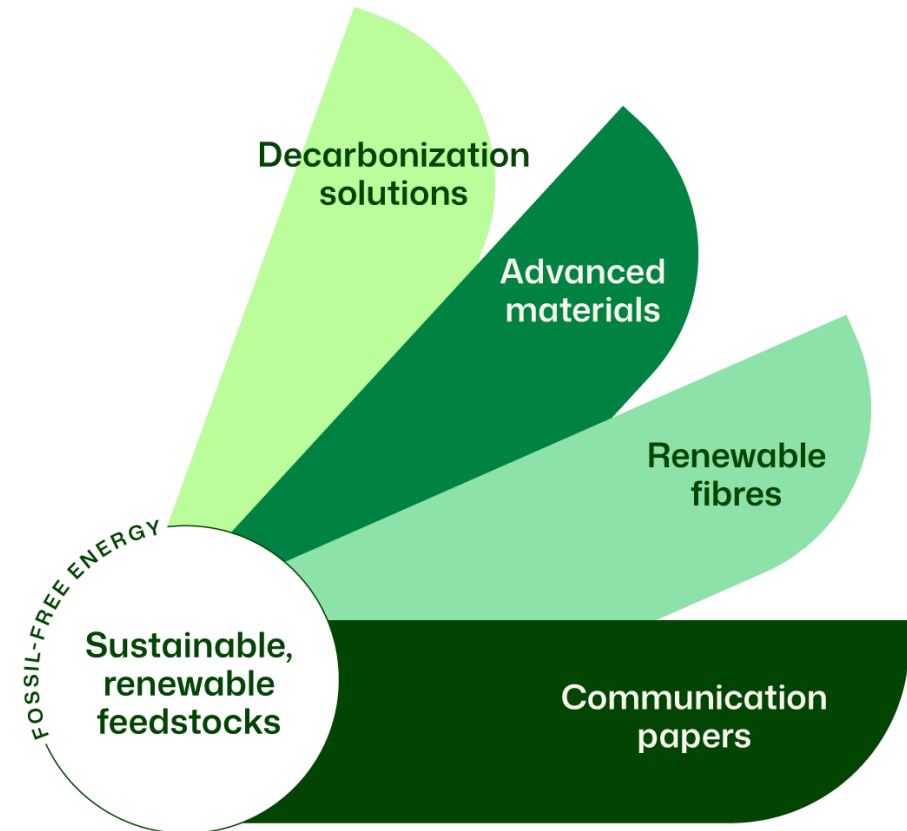 Decarbonization
solutions
Advanced
materials
Renewable
fibres
FOSSIL-FREE ENERGY
Sustainable,
renewable
feedstocks
Communication
papers